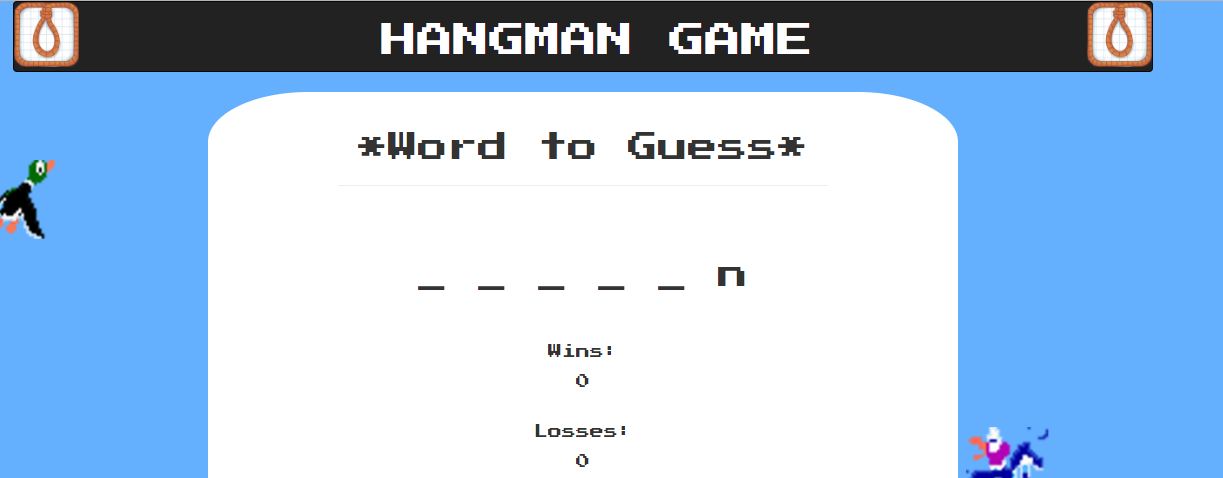 HANGMAN GAME
*Word to Guess*
_ _ _ _ _ n
Wins:
0
Losses:
0